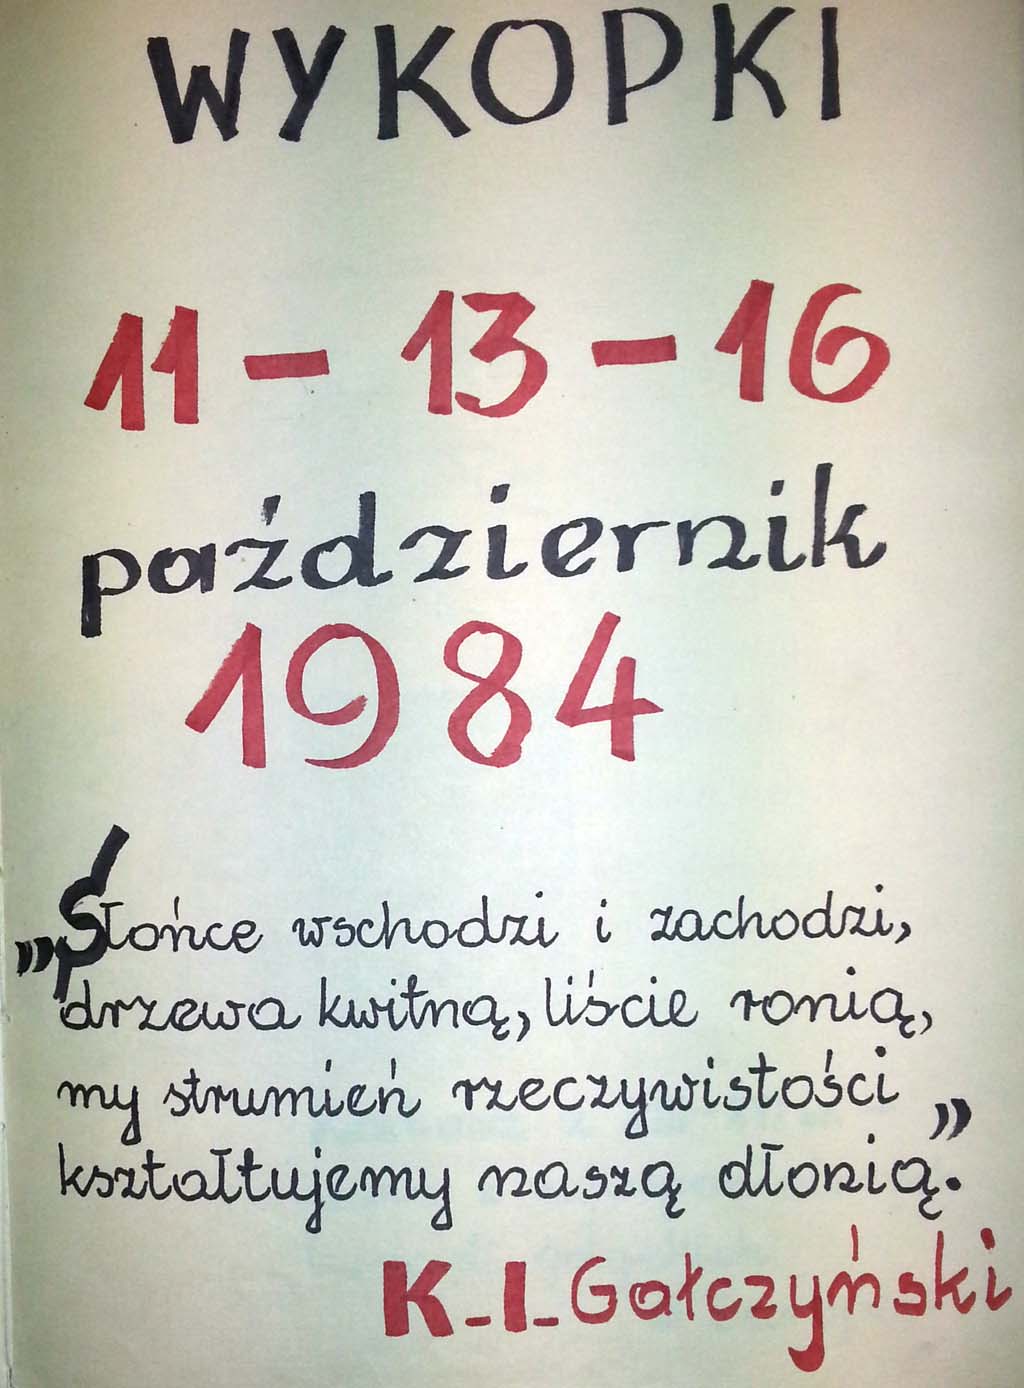 WYKOPKI
11 - 13 - 16
październik
1984
„Słońce wschodzi i zachodzi,
drzewa kwitną, liście ronią,
my strumień rzeczywistości
kształtujemy naszą dłonią.”
K-I-Gałczyński